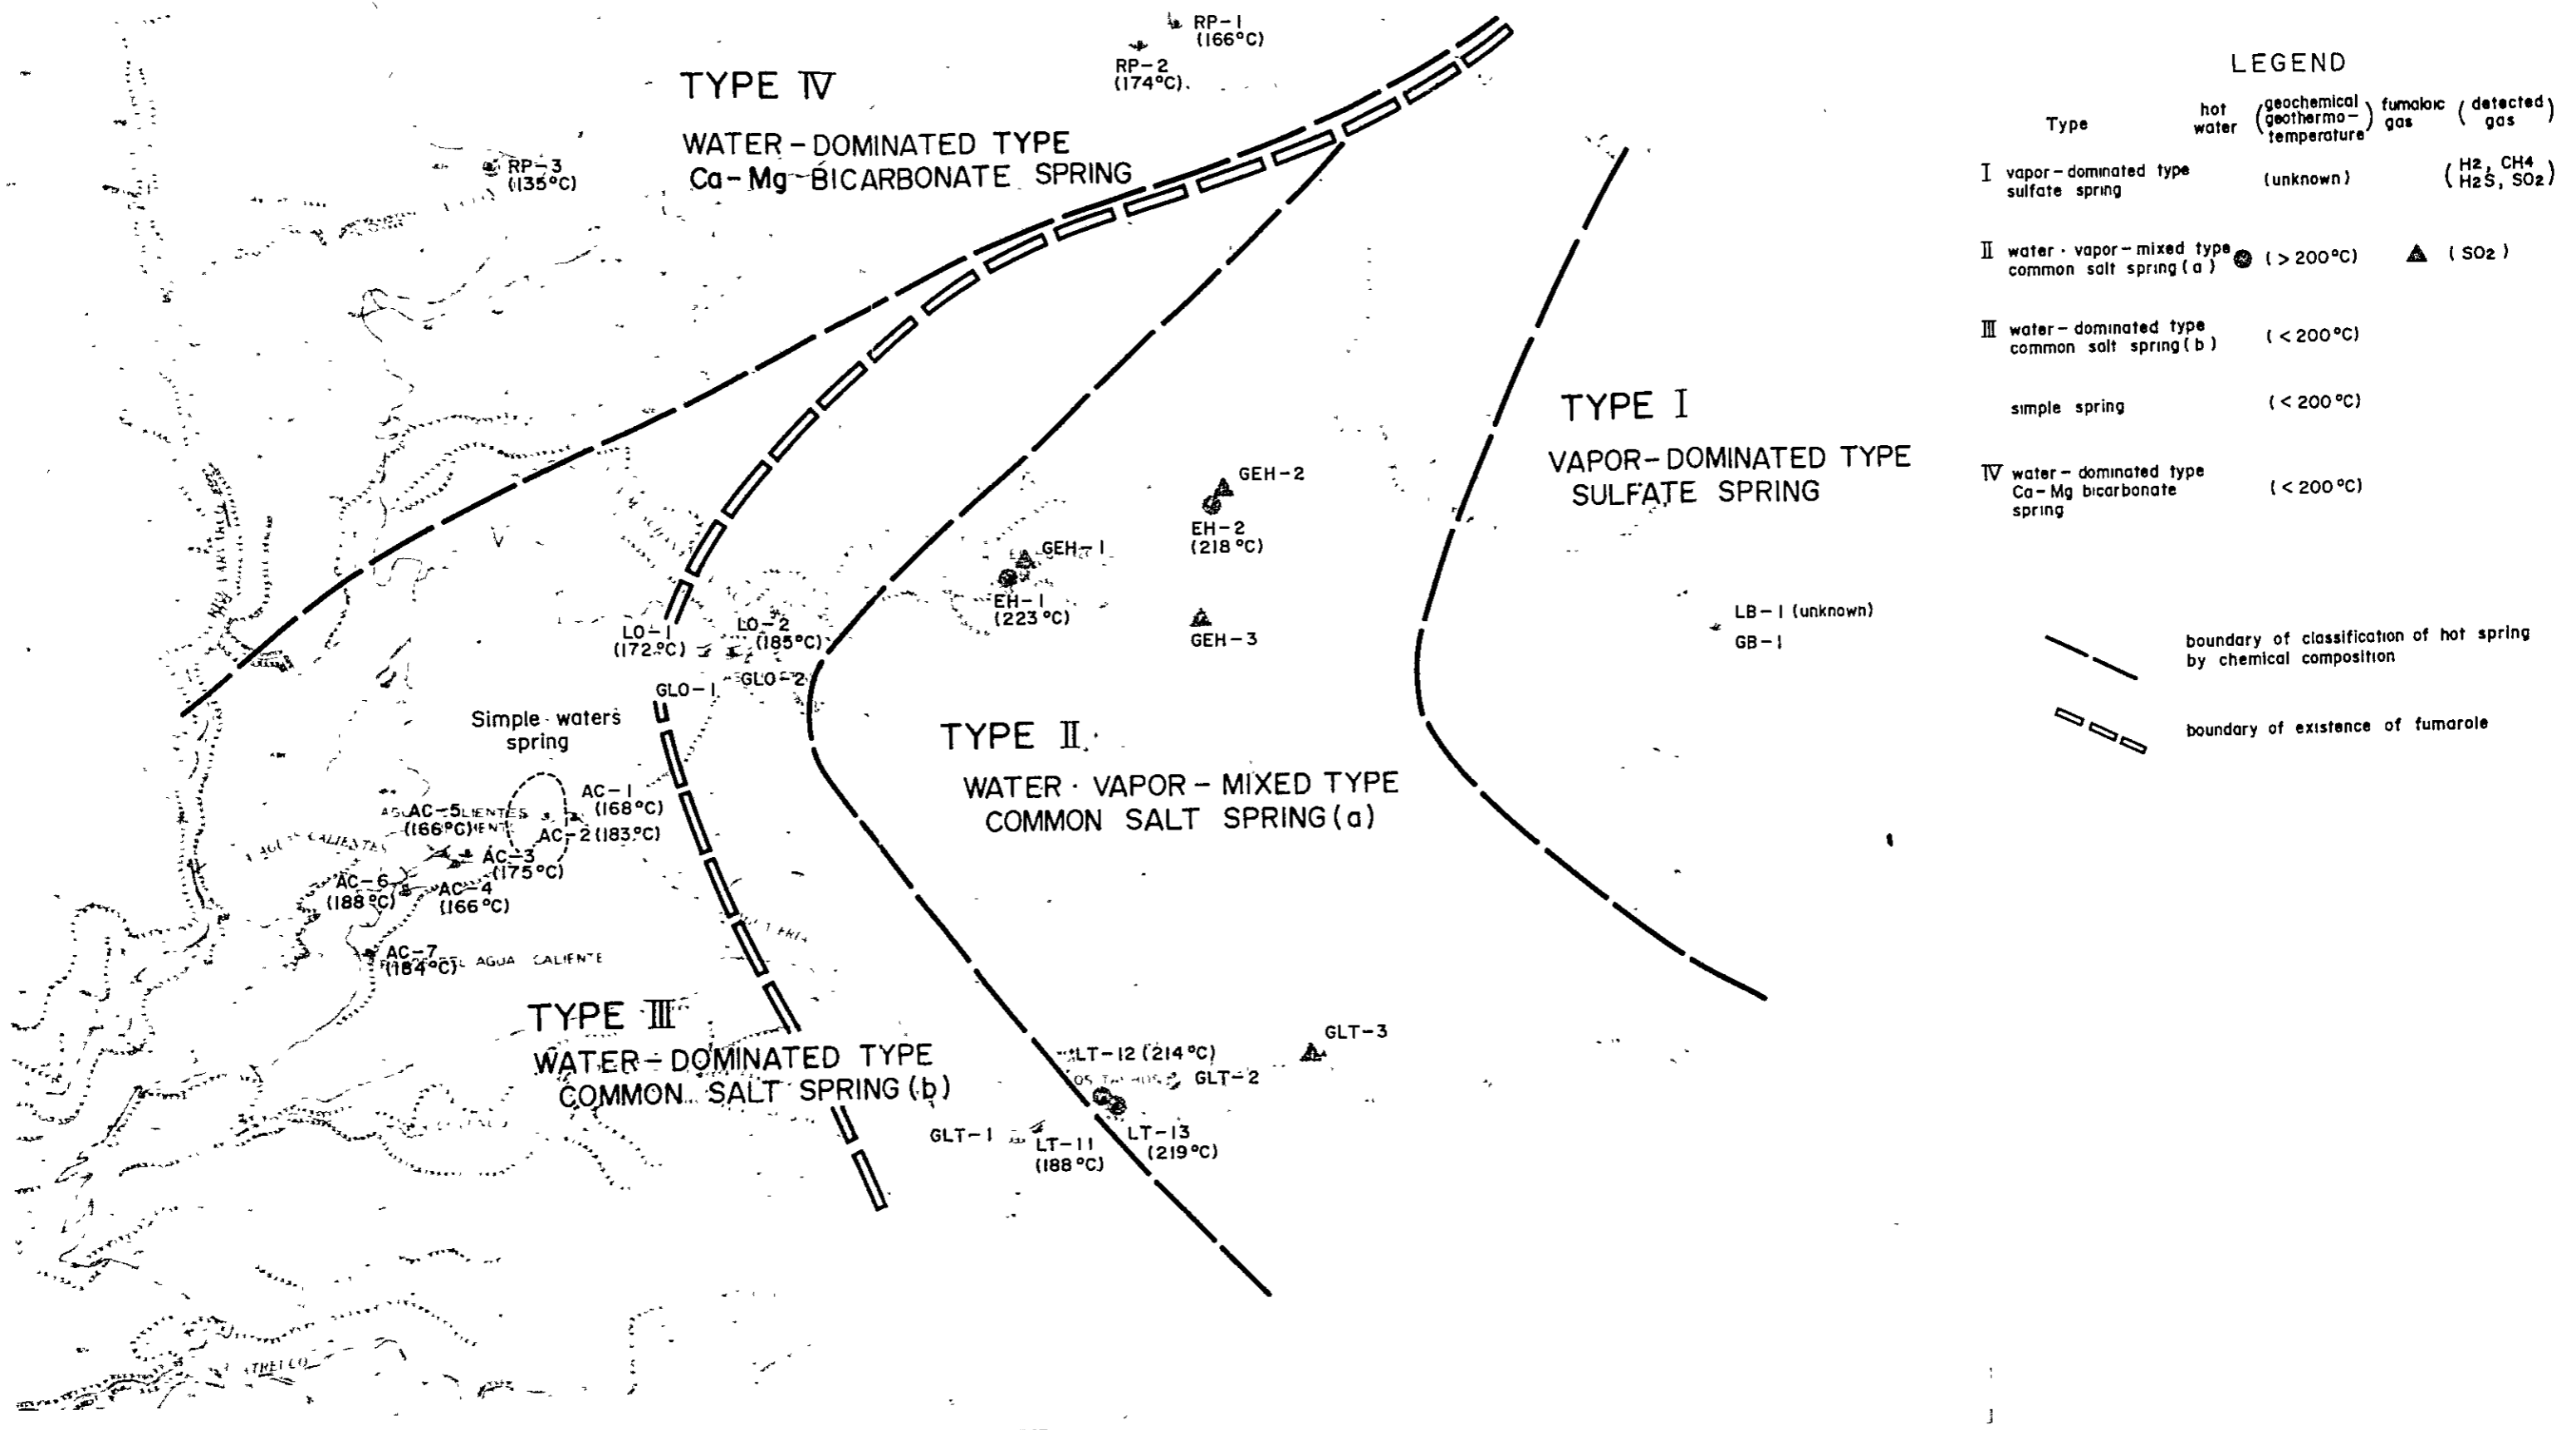 RP-1
(166°C)
RP-2
(174°C)
TYPE IV
WATER-DOMINATED TYPE
Ca-Mg-BICARBONATE SPRING
RP-3
(135°C)
TYPE I
VAPOR-DOMINATED TYPE
SULFATE SPRING
GEH-2
EH-2
(218°C)
GEH-1
EH-1
(223°C)
GEH-3
LB-1 (unknown)
GB-1
LO-1
(172°C)
LO-2
(185°C)
GLO-1
GLO-2
Simple waters
spring
TYPE II
WATER · VAPOR-MIXED TYPE
COMMON SALT SPRING(a)
AC-1
(168°C)
AC-5
(166°C)
AC-2 (183°C)
AGUAS CALIENTES
AC-3
(175°C)
AC-6
(188°C)
AC-4
(166°C)
AC-7
(184°C)
AGUA CALIENTE
TYPE III
WATER-DOMINATED TYPE
COMMON SALT SPRING(b)
GLT-3
LT-12 (214°C)
GLT-2
GLT-1
LT-11
(188°C)
LT-13
(219°C)
LEGEND
Type
hot
water
(geochemical
geothermo-
temperature)
fumaloic
gas
(detected
gas)
I vapor-dominated type
sulfate spring
(unknown)
(H2, CH4
H2S, SO2)
II water · vapor-mixed type
common salt spring(a)
(>200°C)
(SO2)
III water-dominated type
common salt spring(b)
(<200°C)
simple spring
(<200°C)
IV water-dominated type
Ca-Mg bicarbonate
spring
(<200°C)
boundary of classification of hot spring
by chemical composition
boundary of existence of fumarole